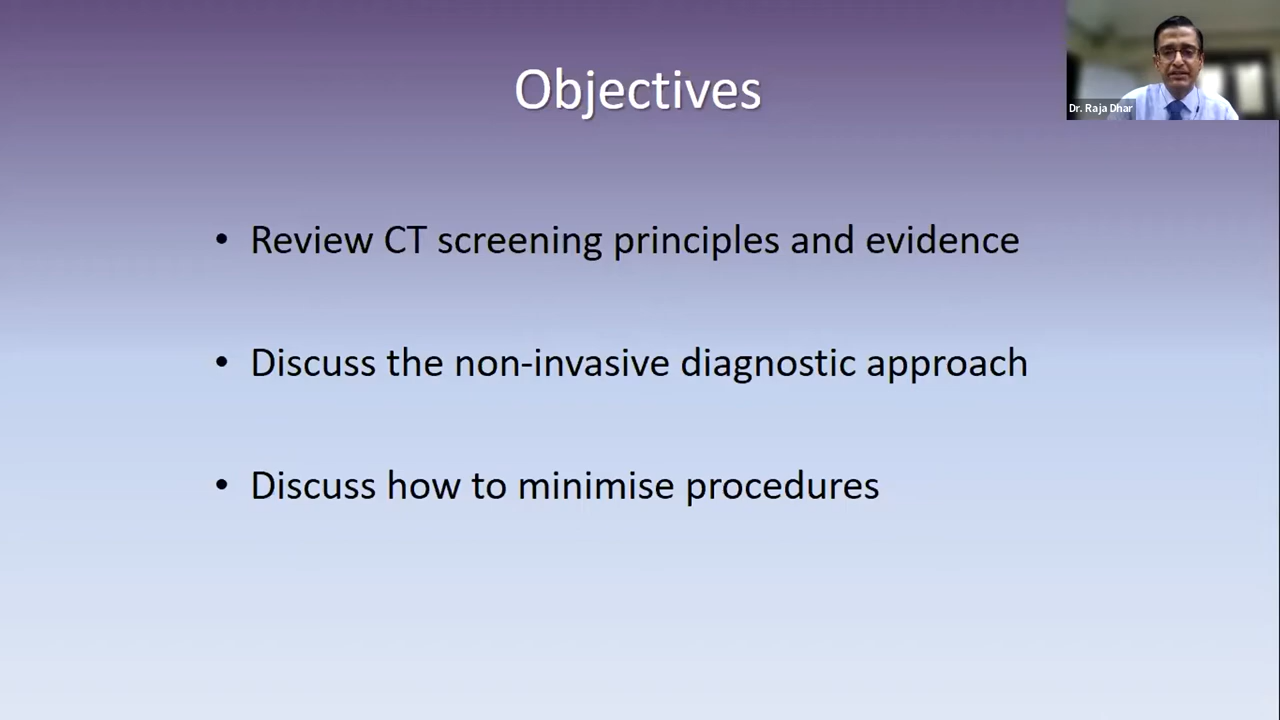 Objectives
Dr. Raja Dhar
• Review CT screening principles and evidence
• Discuss the non-invasive diagnostic approach
• Discuss how to minimise procedures